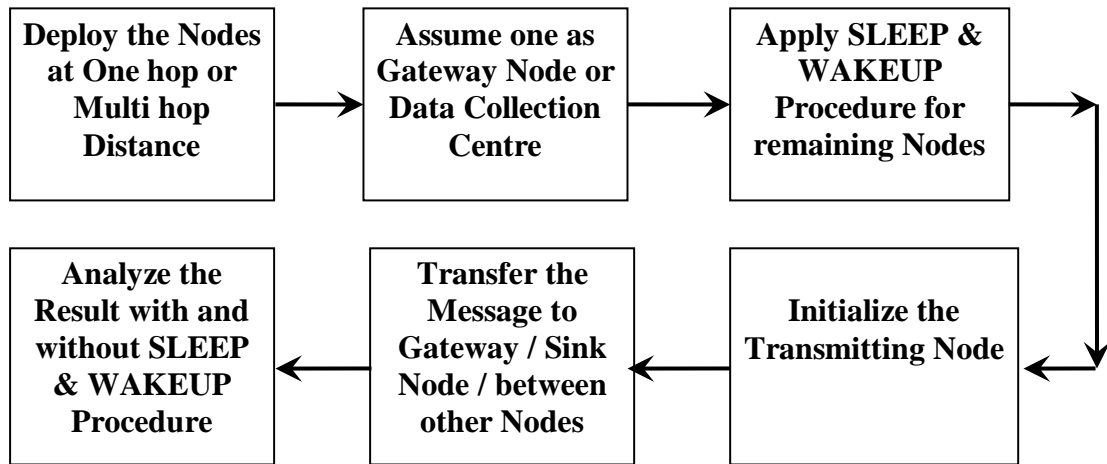 Deploy the Nodes
at One hop or
Multi hop
Distance
Assume one as
Gateway Node or
Data Collection
Centre
Apply SLEEP &
WAKEUP
Procedure for
remaining Nodes
Initialize the
Transmitting Node
Transfer the
Message to
Gateway / Sink
Node / between
other Nodes
Analyze the
Result with and
without SLEEP
& WAKEUP
Procedure